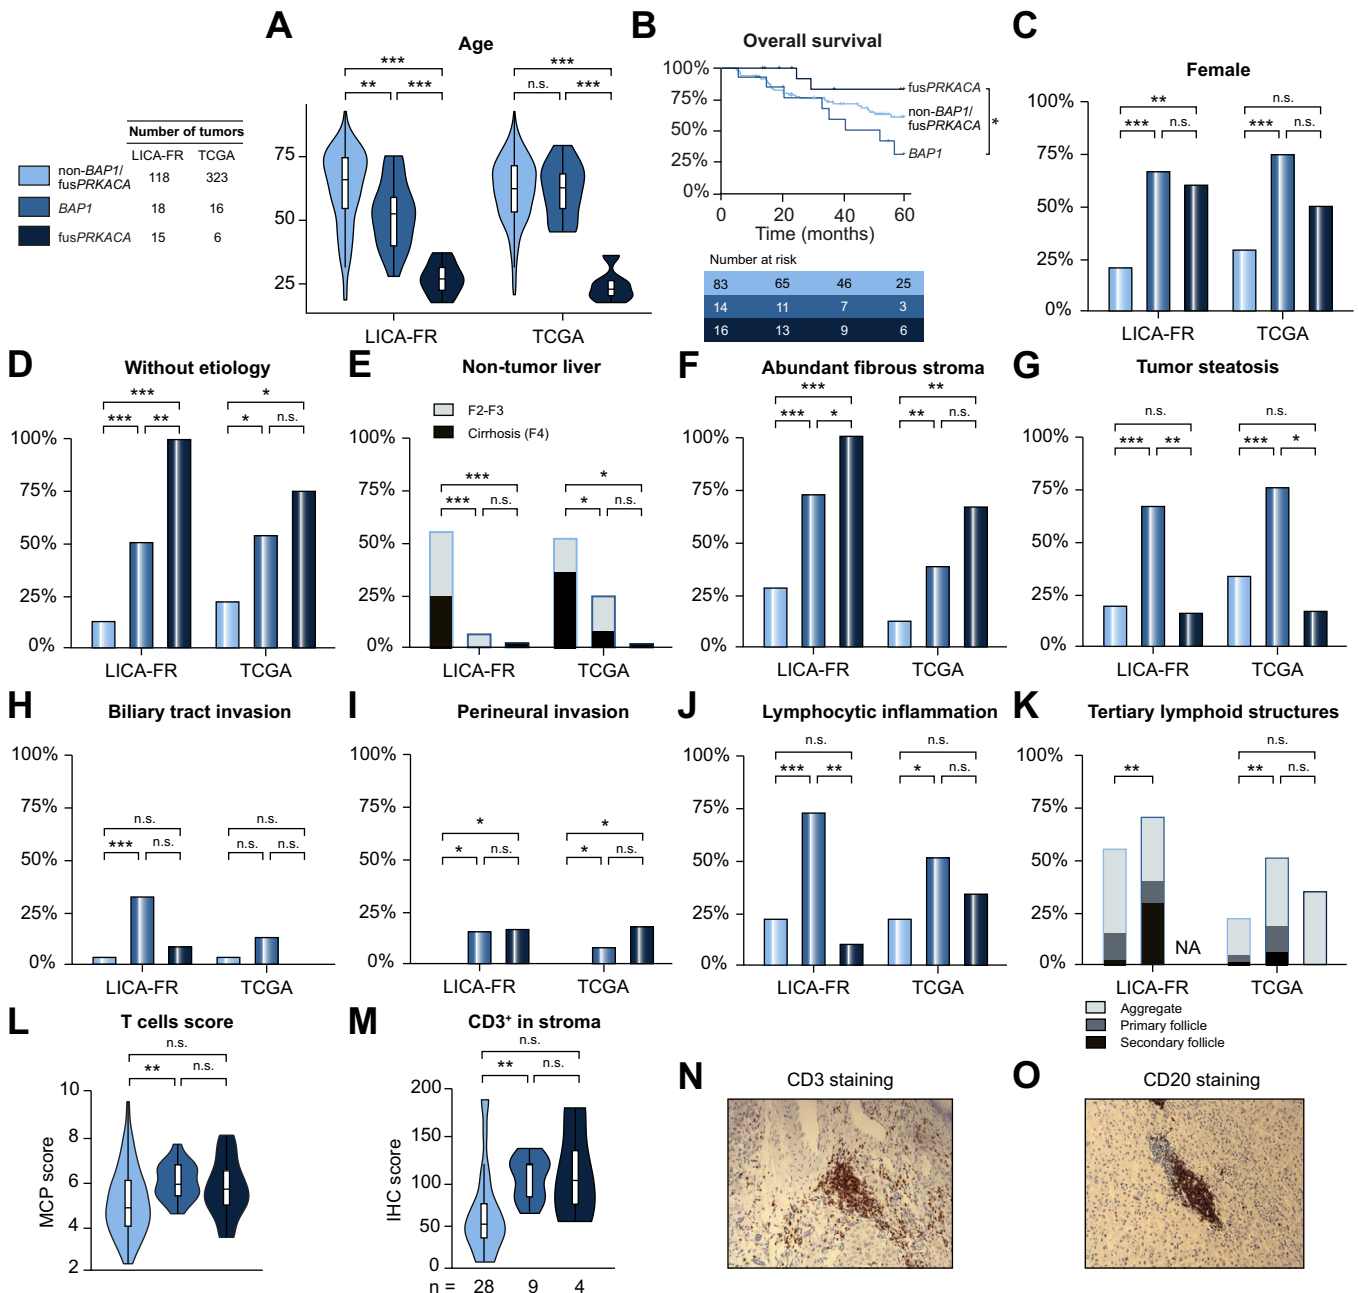 Number of tumors
LICA-FR TCGA
non-BAP1/
fusPRKACA 118 323
BAP1 18 16
fusPRKACA 15 6
A
Age
*** ***
** *** n.s. ***
75
50
25
LICA-FR TCGA
B
Overall survival
100%
75%
50%
25%
0%
fusPRKACA
non-BAP1/
fusPRKACA
BAP1
*
0 20 40 60
Time (months)
Number at risk
83 65 46 25
14 11 7 3
16 13 9 6
C
Female
** n.s.
*** n.s. *** n.s.
100%
75%
50%
25%
0%
LICA-FR TCGA
D
Without etiology
*** *
*** ** * n.s.
100%
75%
50%
25%
0%
LICA-FR TCGA
E
Non-tumor liver
F2-F3
Cirrhosis (F4)
*** *
*** n.s. * n.s.
100%
75%
50%
25%
0%
LICA-FR TCGA
F
Abundant fibrous stroma
*** **
*** * ** n.s.
100%
75%
50%
25%
0%
LICA-FR TCGA
G
Tumor steatosis
n.s. n.s.
*** ** *** *
100%
75%
50%
25%
0%
LICA-FR TCGA
H
Biliary tract invasion
100%
75%
n.s. n.s.
*** n.s. n.s. n.s.
50%
25%
0%
LICA-FR TCGA
I
Perineural invasion
100%
75%
* *
* n.s. * n.s.
50%
25%
0%
LICA-FR TCGA
J
Lymphocytic inflammation
n.s. n.s.
*** ** * n.s.
100%
75%
50%
25%
0%
LICA-FR TCGA
K
Tertiary lymphoid structures
n.s.
** ** n.s.
100%
75%
50%
25%
0%
NA
LICA-FR TCGA
Aggregate
Primary follicle
Secondary follicle
L
T cells score
n.s.
** n.s.
MCP score
10
8
6
4
2
M
CD3+ in stroma
n.s.
** n.s.
IHC score
200
150
100
50
0
n = 28 9 4
N
CD3 staining
O
CD20 staining